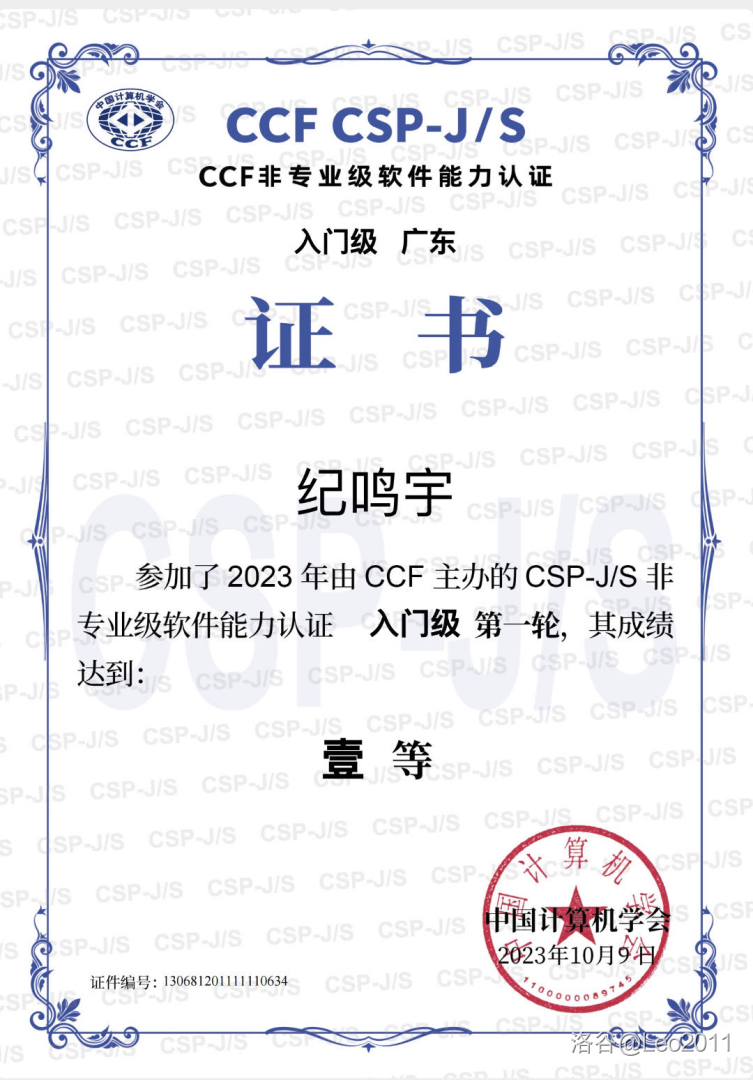 中国计算机学会
CCF
CCF CSP-J/S
CCF非专业级软件能力认证
入门级 广东
证 书
纪鸣宇
参加了 2023 年由 CCF 主办的 CSP-J/S 非
专业级软件能力认证 入门级 第一轮，其成绩
达到：
壹 等
中国计算机学会
中国计算机学会
2023年10月9日
1100000089745
证件编号：130681201111110634
洛谷@Leo2011
CSP-J/S